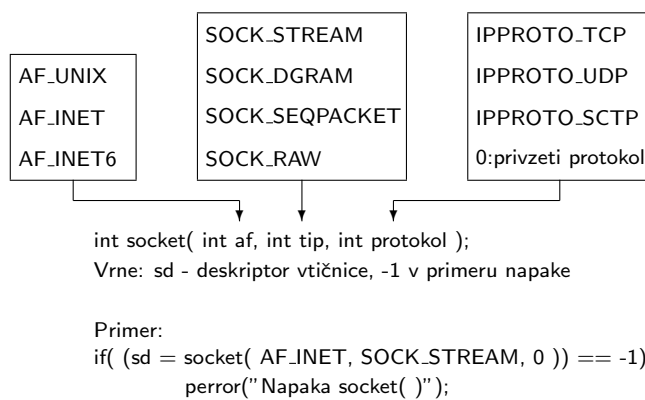 AF_UNIX
AF_INET
AF_INET6
SOCK_STREAM
SOCK_DGRAM
SOCK_SEQPACKET
SOCK_RAW
IPPROTO_TCP
IPPROTO_UDP
IPPROTO_SCTP
0:privzeti protokol
int socket( int af, int tip, int protokol );
Vrne: sd - deskriptor vtičnice, -1 v primeru napake
Primer:
if( (sd = socket( AF_INET, SOCK_STREAM, 0 )) == -1)
perror("Napaka socket( )");